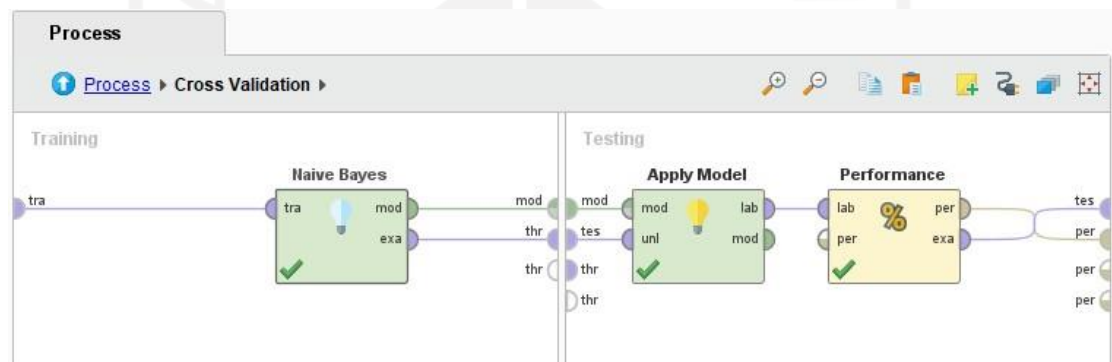 Process
Process ▸ Cross Validation ▸
Training
Testing
Naive Bayes
Apply Model
Performance
tra
tra mod
exa
mod
thr
thr
mod
tes
thr
thr
mod lab
unl mod
lab per
per exa
tes
per
per
per